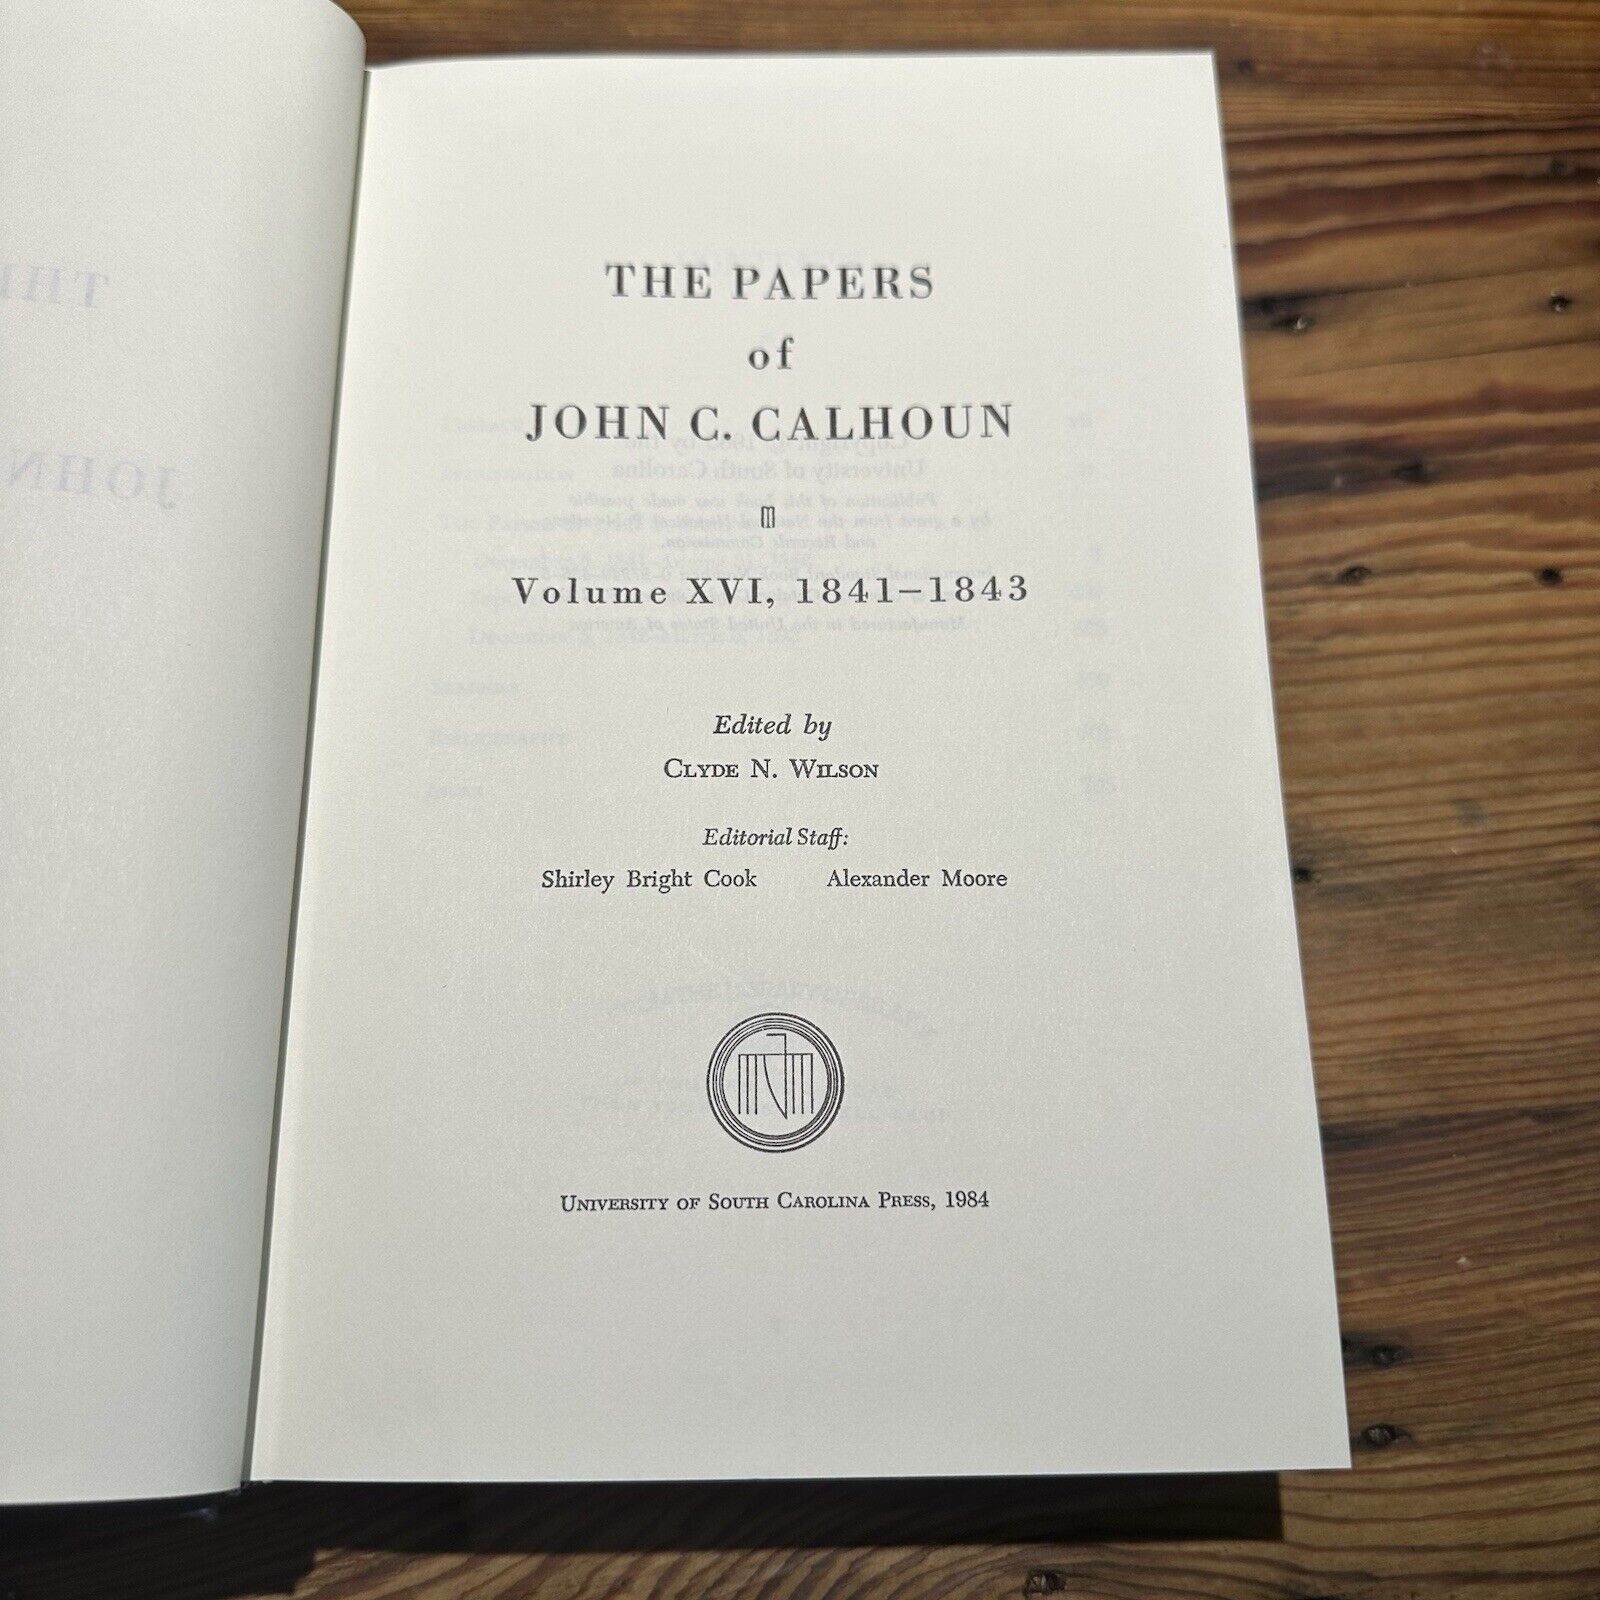 THE PAPERS
of
JOHN C. CALHOUN
Volume XVI, 1841–1843
Edited by
CLYDE N. WILSON
Editorial Staff:
Shirley Bright Cook Alexander Moore
UNIVERSITY OF SOUTH CAROLINA PRESS, 1984